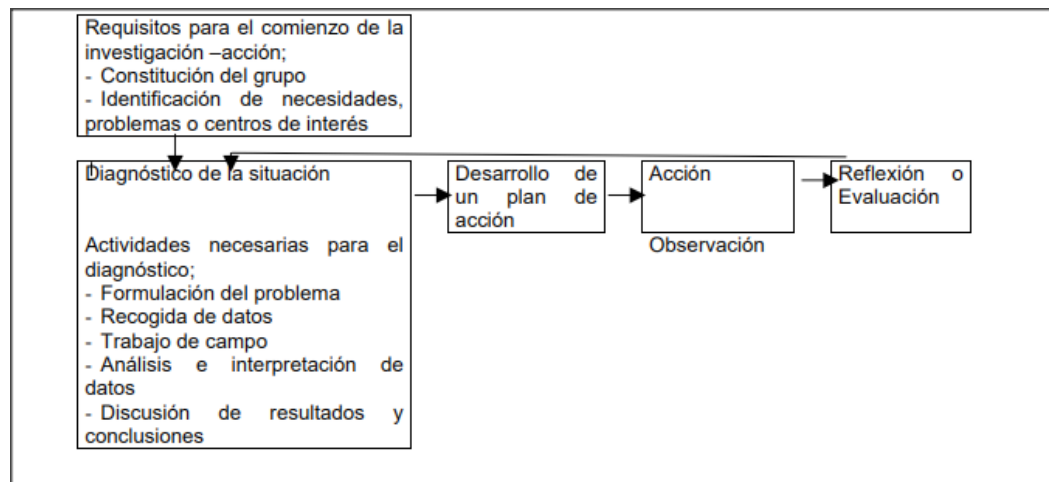 Requisitos para el comienzo de la
investigación –acción;
- Constitución del grupo
- Identificación de necesidades,
problemas o centros de interés
Diagnóstico de la situación
Actividades necesarias para el
diagnóstico;
- Formulación del problema
- Recogida de datos
- Trabajo de campo
- Análisis e interpretación de
datos
- Discusión de resultados y
conclusiones
Desarrollo de
un plan de
acción
Acción
Observación
Reflexión o
Evaluación